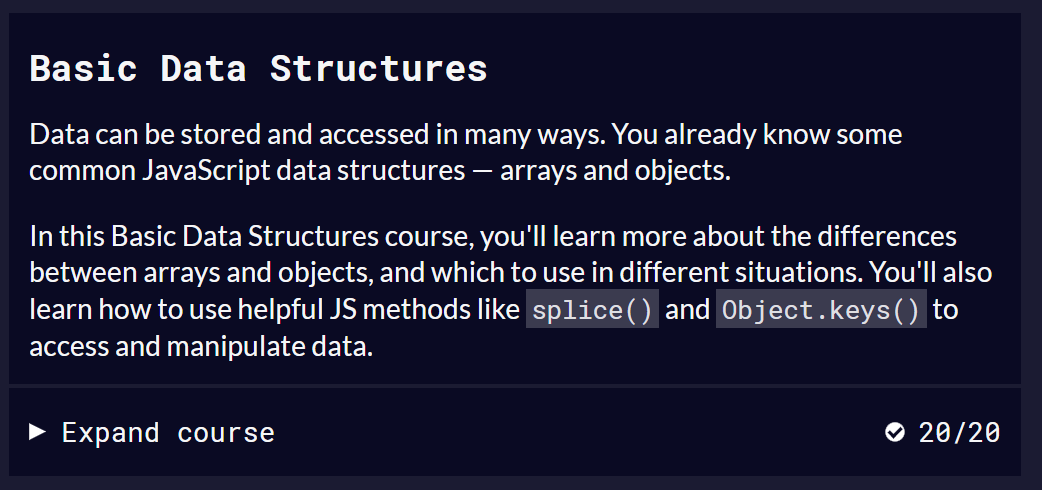 Basic Data Structures
Data can be stored and accessed in many ways. You already know some
common JavaScript data structures — arrays and objects.
In this Basic Data Structures course, you'll learn more about the differences
between arrays and objects, and which to use in different situations. You'll also
learn how to use helpful JS methods like splice() and Object.keys() to
access and manipulate data.
Expand course 20/20